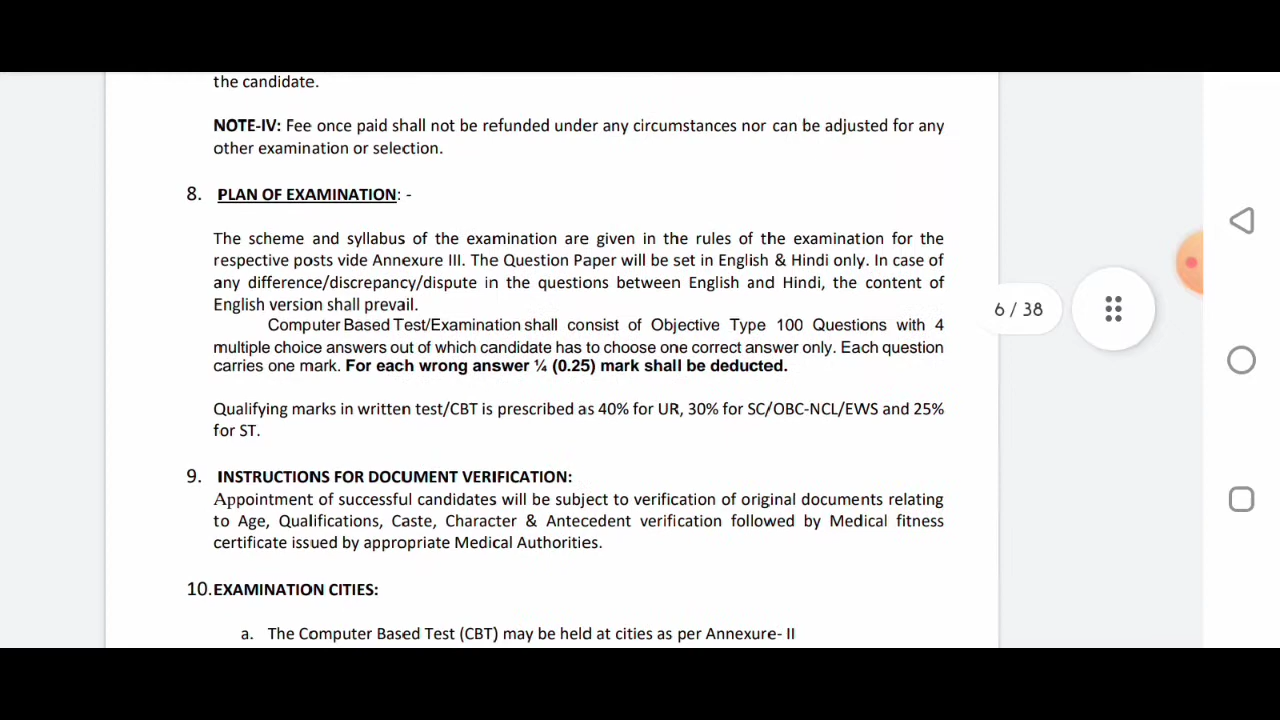 the candidate.
NOTE-IV: Fee once paid shall not be refunded under any circumstances nor can be adjusted for any
other examination or selection.
8. PLAN OF EXAMINATION: -
The scheme and syllabus of the examination are given in the rules of the examination for the
respective posts vide Annexure III. The Question Paper will be set in English & Hindi only. In case of
any difference/discrepancy/dispute in the questions between English and Hindi, the content of
English version shall prevail.
6 / 38
Computer Based Test/Examination shall consist of Objective Type 100 Questions with 4
multiple choice answers out of which candidate has to choose one correct answer only. Each question
carries one mark. For each wrong answer ¼ (0.25) mark shall be deducted.
Qualifying marks in written test/CBT is prescribed as 40% for UR, 30% for SC/OBC-NCL/EWS and 25%
for ST.
9. INSTRUCTIONS FOR DOCUMENT VERIFICATION:
Appointment of successful candidates will be subject to verification of original documents relating
to Age, Qualifications, Caste, Character & Antecedent verification followed by Medical fitness
certificate issued by appropriate Medical Authorities.
10. EXAMINATION CITIES:
a. The Computer Based Test (CBT) may be held at cities as per Annexure- II